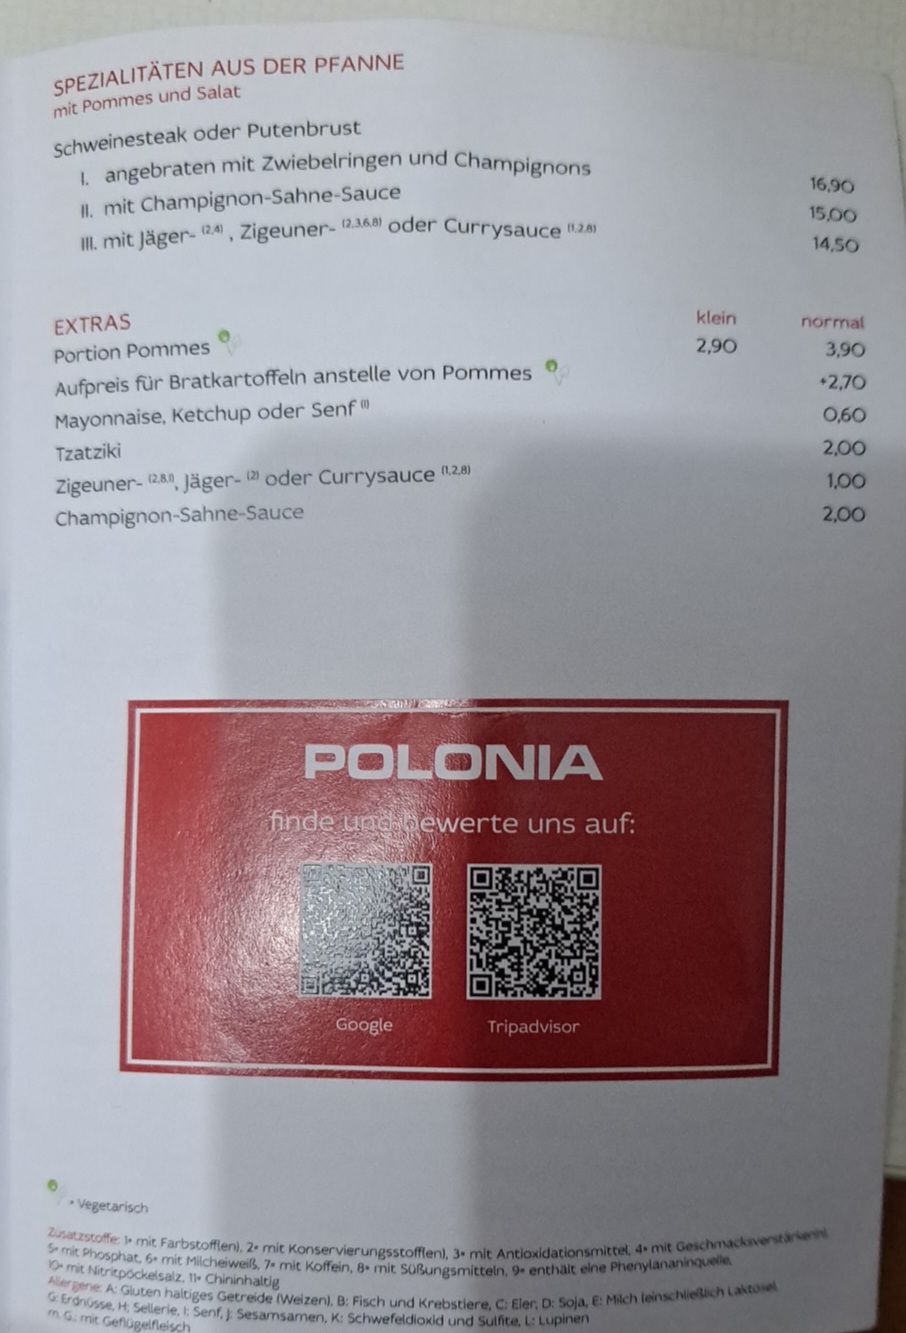 SPEZIALITÄTEN AUS DER PFANNE
mit Pommes und Salat
Schweinesteak oder Putenbrust
I. angebraten mit Zwiebelringen und Champignons 16,90
II. mit Champignon-Sahne-Sauce 15,00
III. mit Jäger- (2,4) , Zigeuner- (2,3,6,8) oder Currysauce (1,2,8) 14,50
EXTRAS klein normal
Portion Pommes 2,90 3,90
Aufpreis für Bratkartoffeln anstelle von Pommes +2,70
Mayonnaise, Ketchup oder Senf (I) 0,60
Tzatziki 2,00
Zigeuner- (2,8,I), Jäger- (2) oder Currysauce (1,2,8) 1,00
Champignon-Sahne-Sauce 2,00
POLONIA
finde und bewerte uns auf:
Google Tripadvisor
= Vegetarisch
Zusatzstoffe: 1= mit Farbstoff(en), 2= mit Konservierungsstoff(en), 3= mit Antioxidationsmittel, 4= mit Geschmacksverstärker(n)
5= mit Phosphat, 6= mit Milcheiweiß, 7= mit Koffein, 8= mit Süßungsmitteln, 9= enthält eine Phenylananinquelle,
10= mit Nitritpöckelsalz, 11= Chininhaltig
Allergene: A: Gluten haltiges Getreide (Weizen), B: Fisch und Krebstiere, C: Eier, D: Soja, E: Milch (einschließlich Laktose),
G: Erdnüsse, H: Sellerie, I: Senf, J: Sesamsamen, K: Schwefeldioxid und Sulfite, L: Lupinen
m. G.: mit Geflügelfleisch